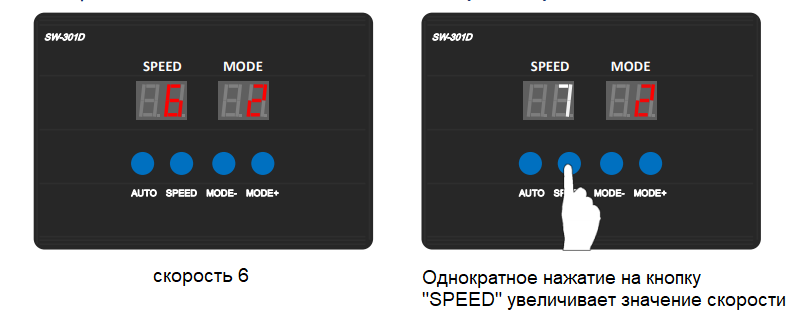 SW-301D
SPEED MODE
6 2
AUTO SPEED MODE- MODE+
скорость 6
SW-301D
SPEED MODE
7 2
AUTO MODE- MODE+
Однократное нажатие на кнопку
"SPEED" увеличивает значение скорости